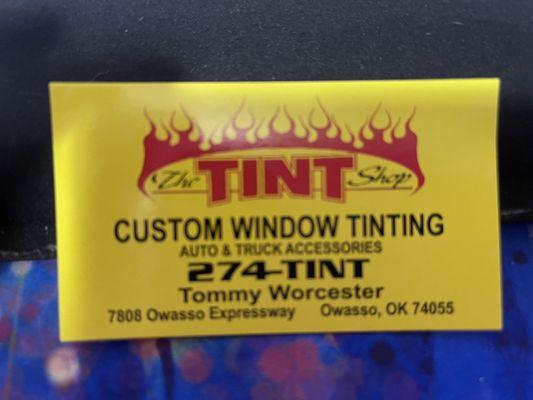 The TINT Shop
CUSTOM WINDOW TINTING
AUTO & TRUCK ACCESSORIES
274-TINT
Tommy Worcester
7808 Owasso Expressway Owasso, OK 74055